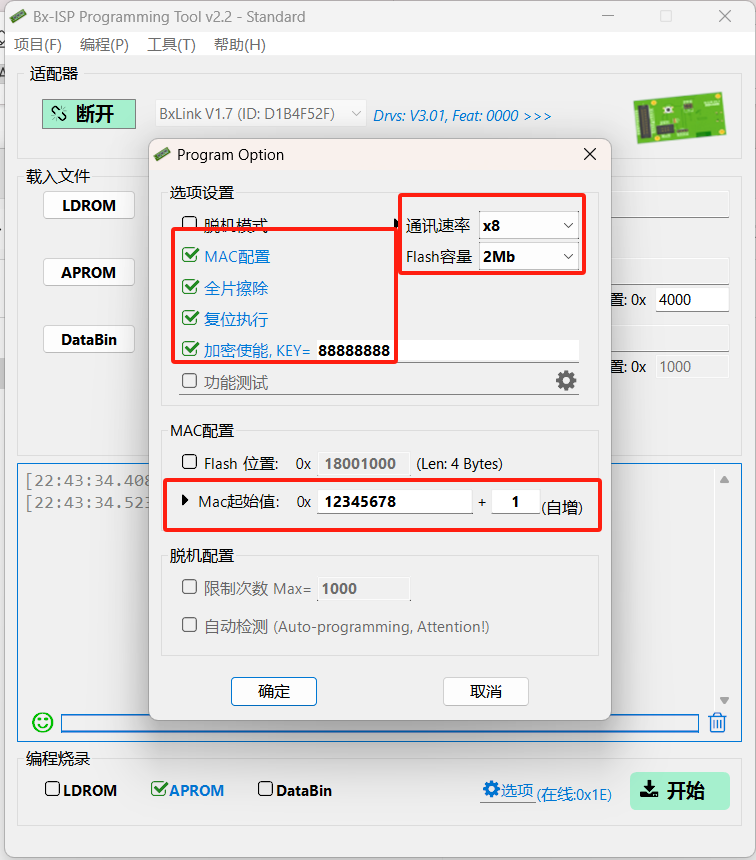 Bx-ISP Programming Tool v2.2 - Standard
项目(F) 编程(P) 工具(T) 帮助(H)
适配器
断开 BxLink V1.7 (ID: D1B4F52F) Drvs: V3.01, Feat: 0000 >>>
Program Option
载入文件
LDROM
APROM
DataBin
置: 0x 4000
置: 0x 1000
选项设置
脱机模式 通讯速率 x8
MAC配置 Flash容量 2Mb
全片擦除
复位执行
加密使能, KEY= 88888888
功能测试
MAC配置
Flash 位置: 0x 18001000 (Len: 4 Bytes)
Mac起始值: 0x 12345678 + 1 (自增)
脱机配置
限制次数 Max= 1000
自动检测 (Auto-programming, Attention!)
确定 取消
[22:43:34.408
[22:43:34.523
编程烧录
LDROM APROM DataBin 选项 (在线:0x1E) 开始